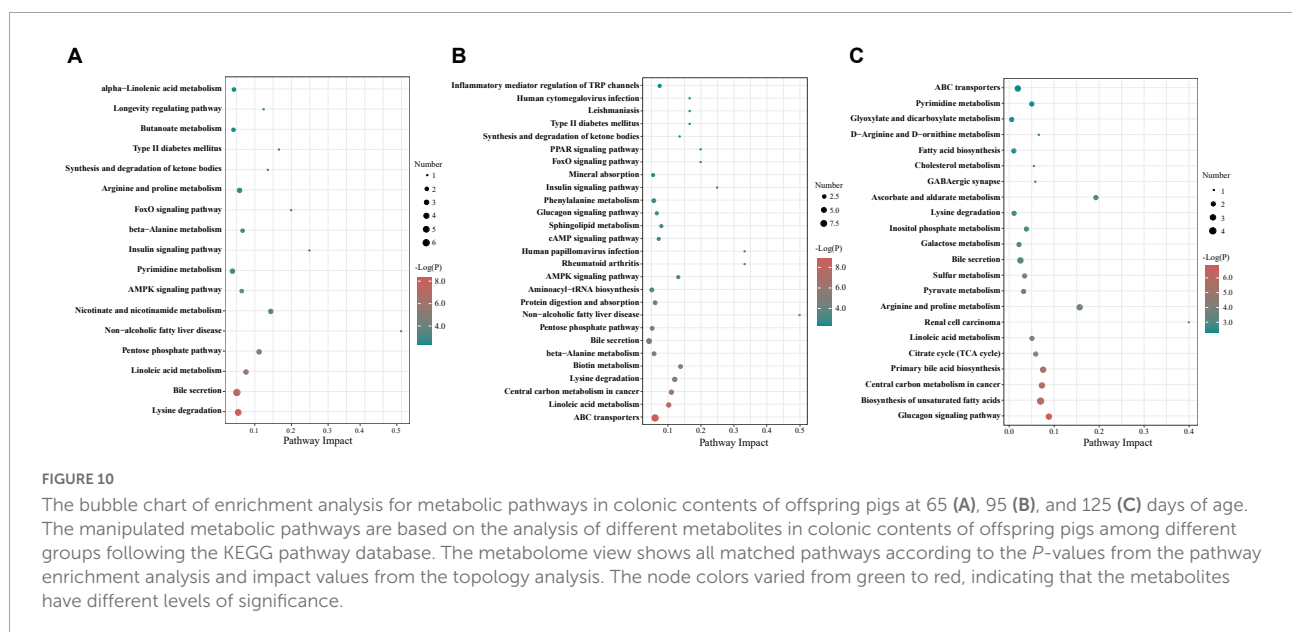 A
alpha−Linolenic acid metabolism
Longevity regulating pathway
Butanoate metabolism
Type II diabetes mellitus
Synthesis and degradation of ketone bodies
Arginine and proline metabolism
FoxO signaling pathway
beta−Alanine metabolism
Insulin signaling pathway
Pyrimidine metabolism
AMPK signaling pathway
Nicotinate and nicotinamide metabolism
Non−alcoholic fatty liver disease
Pentose phosphate pathway
Linoleic acid metabolism
Bile secretion
Lysine degradation
0.1 0.2 0.3 0.4 0.5
Pathway Impact
Number
1
2
3
4
5
6
-Log(P)
8.0
6.0
4.0
B
Inflammatory mediator regulation of TRP channels
Human cytomegalovirus infection
Leishmaniasis
Type II diabetes mellitus
Synthesis and degradation of ketone bodies
PPAR signaling pathway
FoxO signaling pathway
Mineral absorption
Insulin signaling pathway
Phenylalanine metabolism
Glucagon signaling pathway
Sphingolipid metabolism
cAMP signaling pathway
Human papillomavirus infection
Rheumatoid arthritis
AMPK signaling pathway
Aminoacyl−tRNA biosynthesis
Protein digestion and absorption
Non−alcoholic fatty liver disease
Pentose phosphate pathway
Bile secretion
beta−Alanine metabolism
Biotin metabolism
Lysine degradation
Central carbon metabolism in cancer
Linoleic acid metabolism
ABC transporters
0.1 0.2 0.3 0.4 0.5
Pathway Impact
Number
2.5
5.0
7.5
-Log(P)
8.0
6.0
4.0
C
ABC transporters
Pyrimidine metabolism
Glyoxylate and dicarboxylate metabolism
D−Arginine and D−ornithine metabolism
Fatty acid biosynthesis
Cholesterol metabolism
GABAergic synapse
Ascorbate and aldarate metabolism
Lysine degradation
Inositol phosphate metabolism
Galactose metabolism
Bile secretion
Sulfur metabolism
Pyruvate metabolism
Arginine and proline metabolism
Renal cell carcinoma
Linoleic acid metabolism
Citrate cycle (TCA cycle)
Primary bile acid biosynthesis
Central carbon metabolism in cancer
Biosynthesis of unsaturated fatty acids
Glucagon signaling pathway
0.0 0.1 0.2 0.3 0.4
Pathway Impact
Number
1
2
3
4
-Log(P)
6.0
5.0
4.0
3.0
FIGURE 10
The bubble chart of enrichment analysis for metabolic pathways in colonic contents of offspring pigs at 65 (A), 95 (B), and 125 (C) days of age.
The manipulated metabolic pathways are based on the analysis of different metabolites in colonic contents of offspring pigs among different
groups following the KEGG pathway database. The metabolome view shows all matched pathways according to the P-values from the pathway
enrichment analysis and impact values from the topology analysis. The node colors varied from green to red, indicating that the metabolites
have different levels of significance.